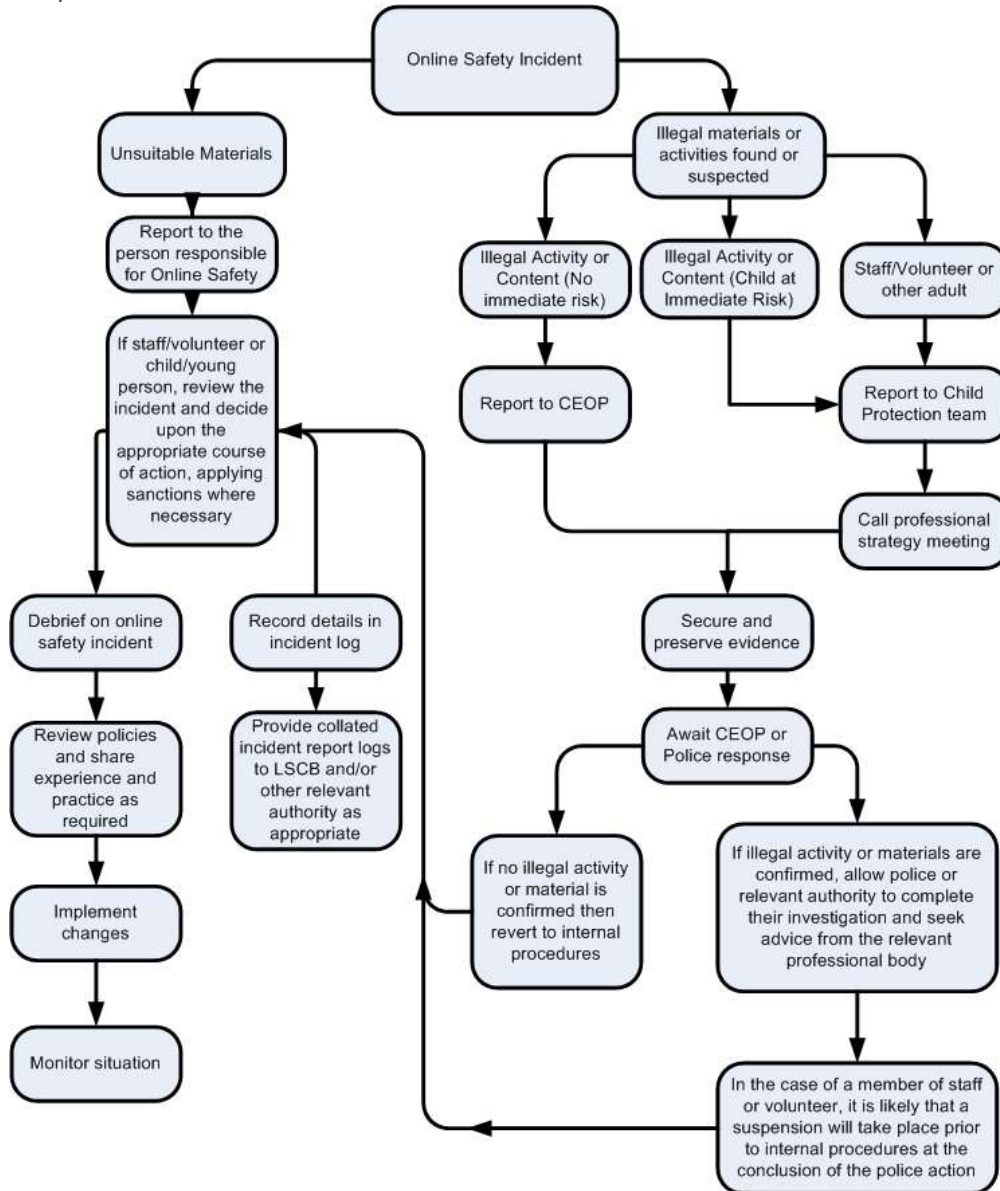 Online Safety Incident
Unsuitable Materials
Illegal materials or
activities found or
suspected
Report to the
person responsible
for Online Safety
Illegal Activity or
Content (No
immediate risk)
Illegal Activity or
Content (Child at
Immediate Risk)
Staff/Volunteer or
other adult
If staff/volunteer or
child/young
person, review the
incident and decide
upon the
appropriate course
of action, applying
sanctions where
necessary
Report to CEOP
Report to Child
Protection team
Call professional
strategy meeting
Debrief on online
safety incident
Record details in
incident log
Secure and
preserve evidence
Review policies
and share
experience and
practice as
required
Provide collated
incident report logs
to LSCB and/or
other relevant
authority as
appropriate
Await CEOP or
Police response
If no illegal activity
or material is
confirmed then
revert to internal
procedures
If illegal activity or materials are
confirmed, allow police or
relevant authority to complete
their investigation and seek
advice from the relevant
professional body
Implement
changes
Monitor situation
In the case of a member of staff
or volunteer, it is likely that a
suspension will take place prior
to internal procedures at the
conclusion of the police action